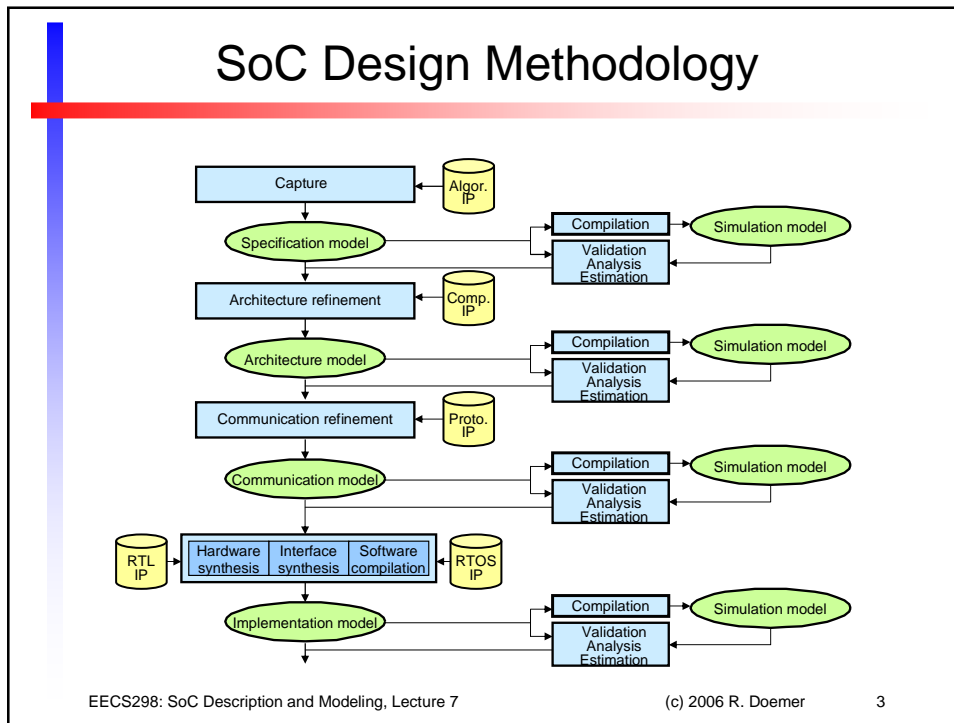 SoC Design Methodology
Capture
Algor.
IP
Specification model
Compilation
Simulation model
Validation
Analysis
Estimation
Architecture refinement
Comp.
IP
Architecture model
Compilation
Simulation model
Validation
Analysis
Estimation
Communication refinement
Proto.
IP
Communication model
Compilation
Simulation model
Validation
Analysis
Estimation
RTL
IP
Hardware
synthesis
Interface
synthesis
Software
compilation
RTOS
IP
Implementation model
Compilation
Simulation model
Validation
Analysis
Estimation
EECS298: SoC Description and Modeling, Lecture 7 (c) 2006 R. Doemer 3